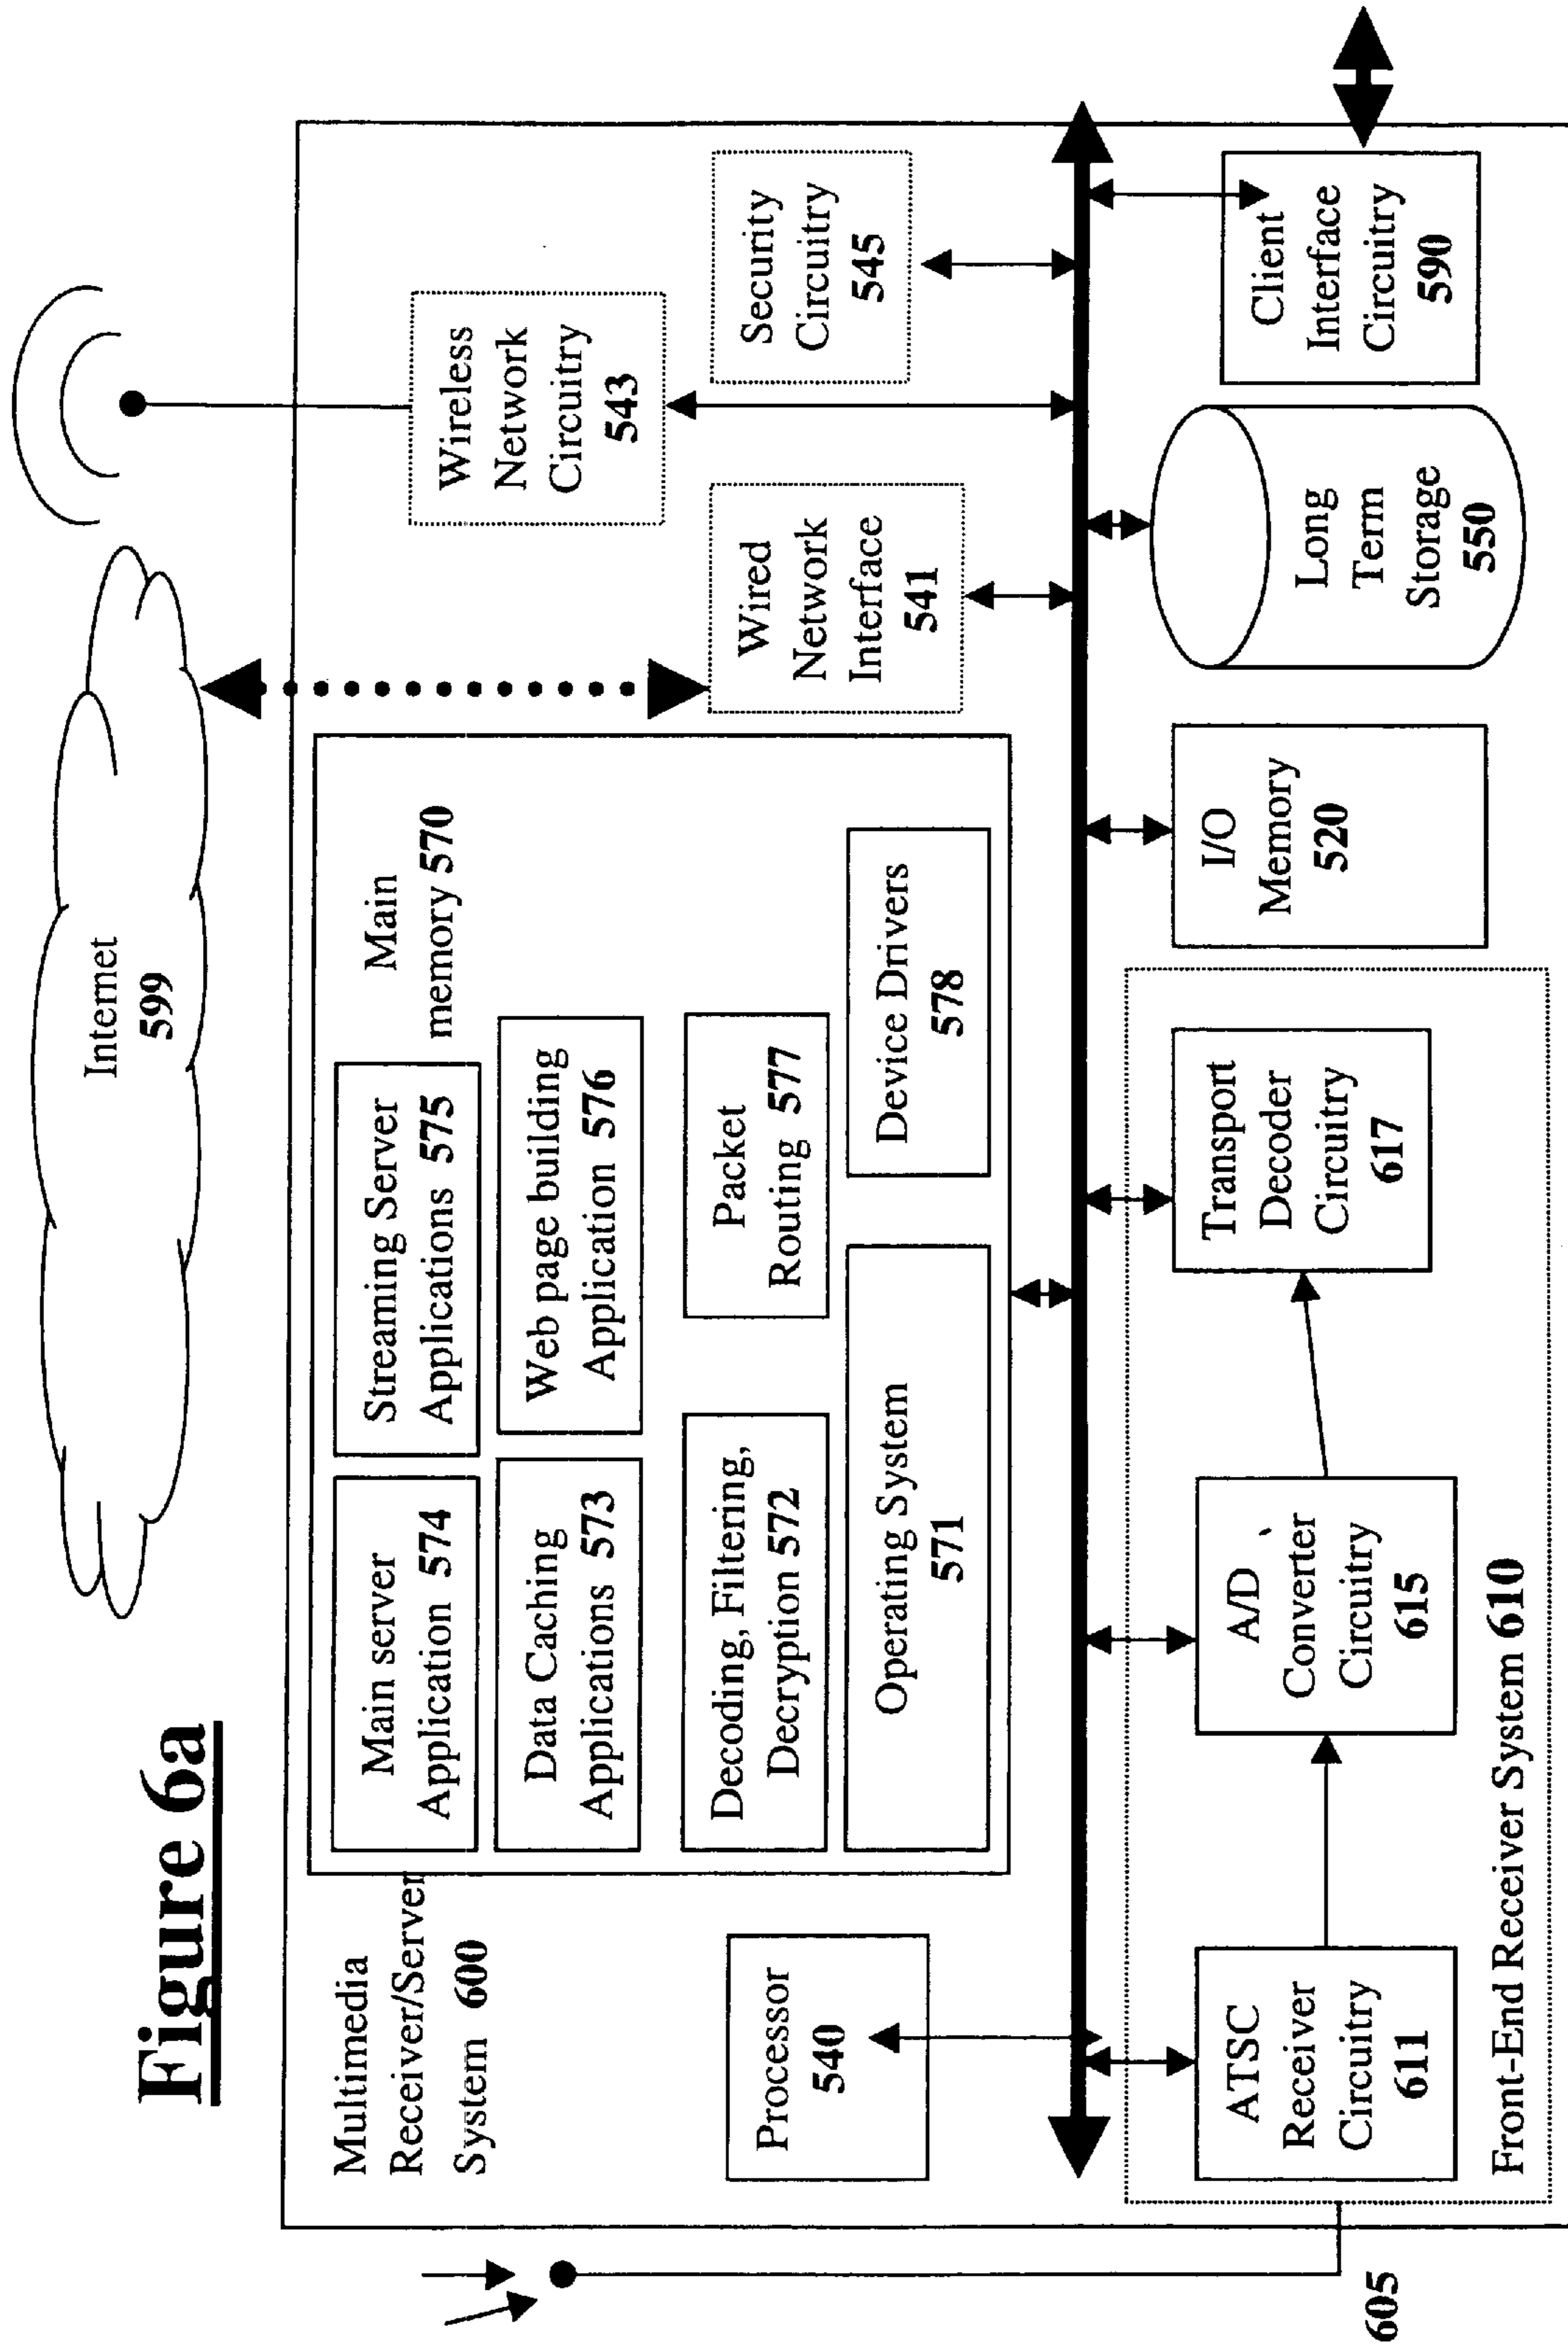 Figure 6a
Internet
599
Multimedia
Receiver/Server
System 600
Main server
Application 574
Streaming Server
Applications 575
Main
memory 570
Data Caching
Applications 573
Web page building
Application 576
Decoding, Filtering,
Decryption 572
Packet
Routing 577
Operating System
571
Device Drivers
578
Wireless
Network
Circuitry
543
Wired
Network
Interface
541
Security
Circuitry
545
Processor
540
ATSC
Receiver
Circuitry
611
A/D
Converter
Circuitry
615
Transport
Decoder
Circuitry
617
Front-End Receiver System 610
I/O
Memory
520
Long
Term
Storage
550
Client
Interface
Circuitry
590
605